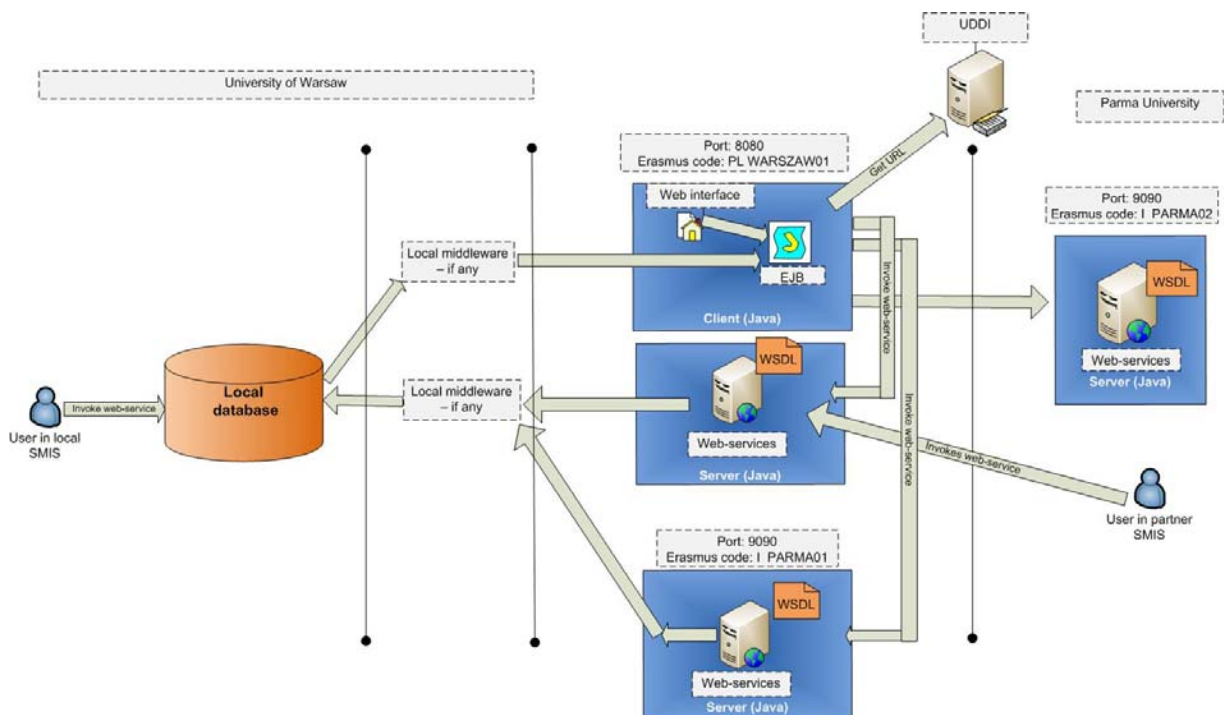 UDDI
University of Warsaw
Parma University
Port: 8080
Erasmus code: PL WARSZAW01
Get URL
Web interface
EJB
Client (Java)
Port: 9090
Erasmus code: I  PARMA02
WSDL
Web-services
Server (Java)
Local middleware
– if any
Invoke web-service
Invoke web-service
WSDL
Web-services
Server (Java)
Local
database
Local middleware
– if any
Invoke web-service
User in local
SMIS
Invokes web-service
User in partner
SMIS
Port: 9090
Erasmus code: I  PARMA01
WSDL
Web-services
Server (Java)